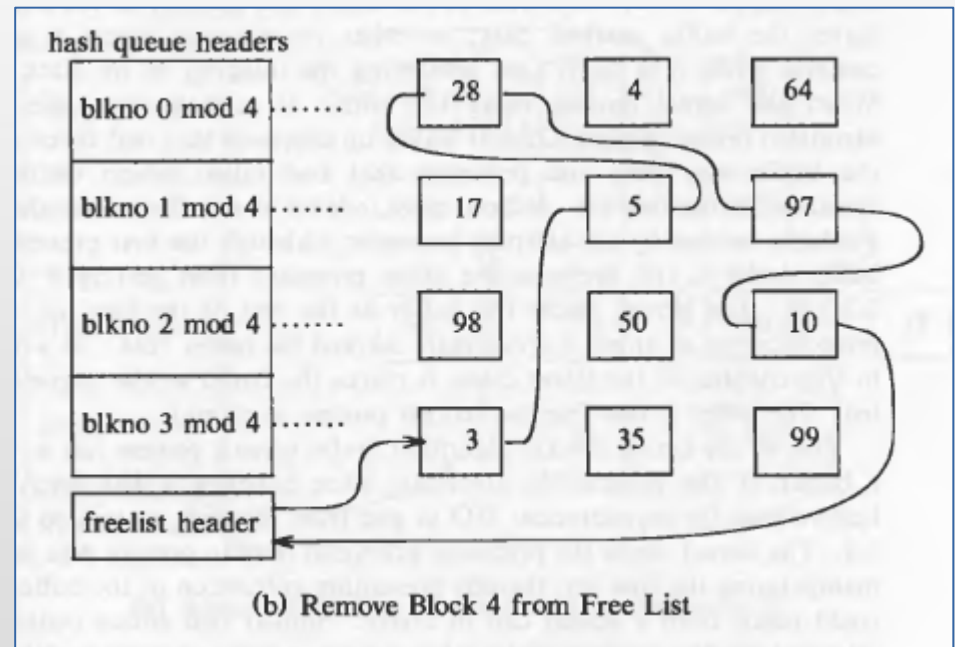 hash queue headers
blkno 0 mod 4 ...... 28 4 64
blkno 1 mod 4 ...... 17 5 97
blkno 2 mod 4 ...... 98 50 10
blkno 3 mod 4 ...... 3 35 99
freelist header
(b) Remove Block 4 from Free List